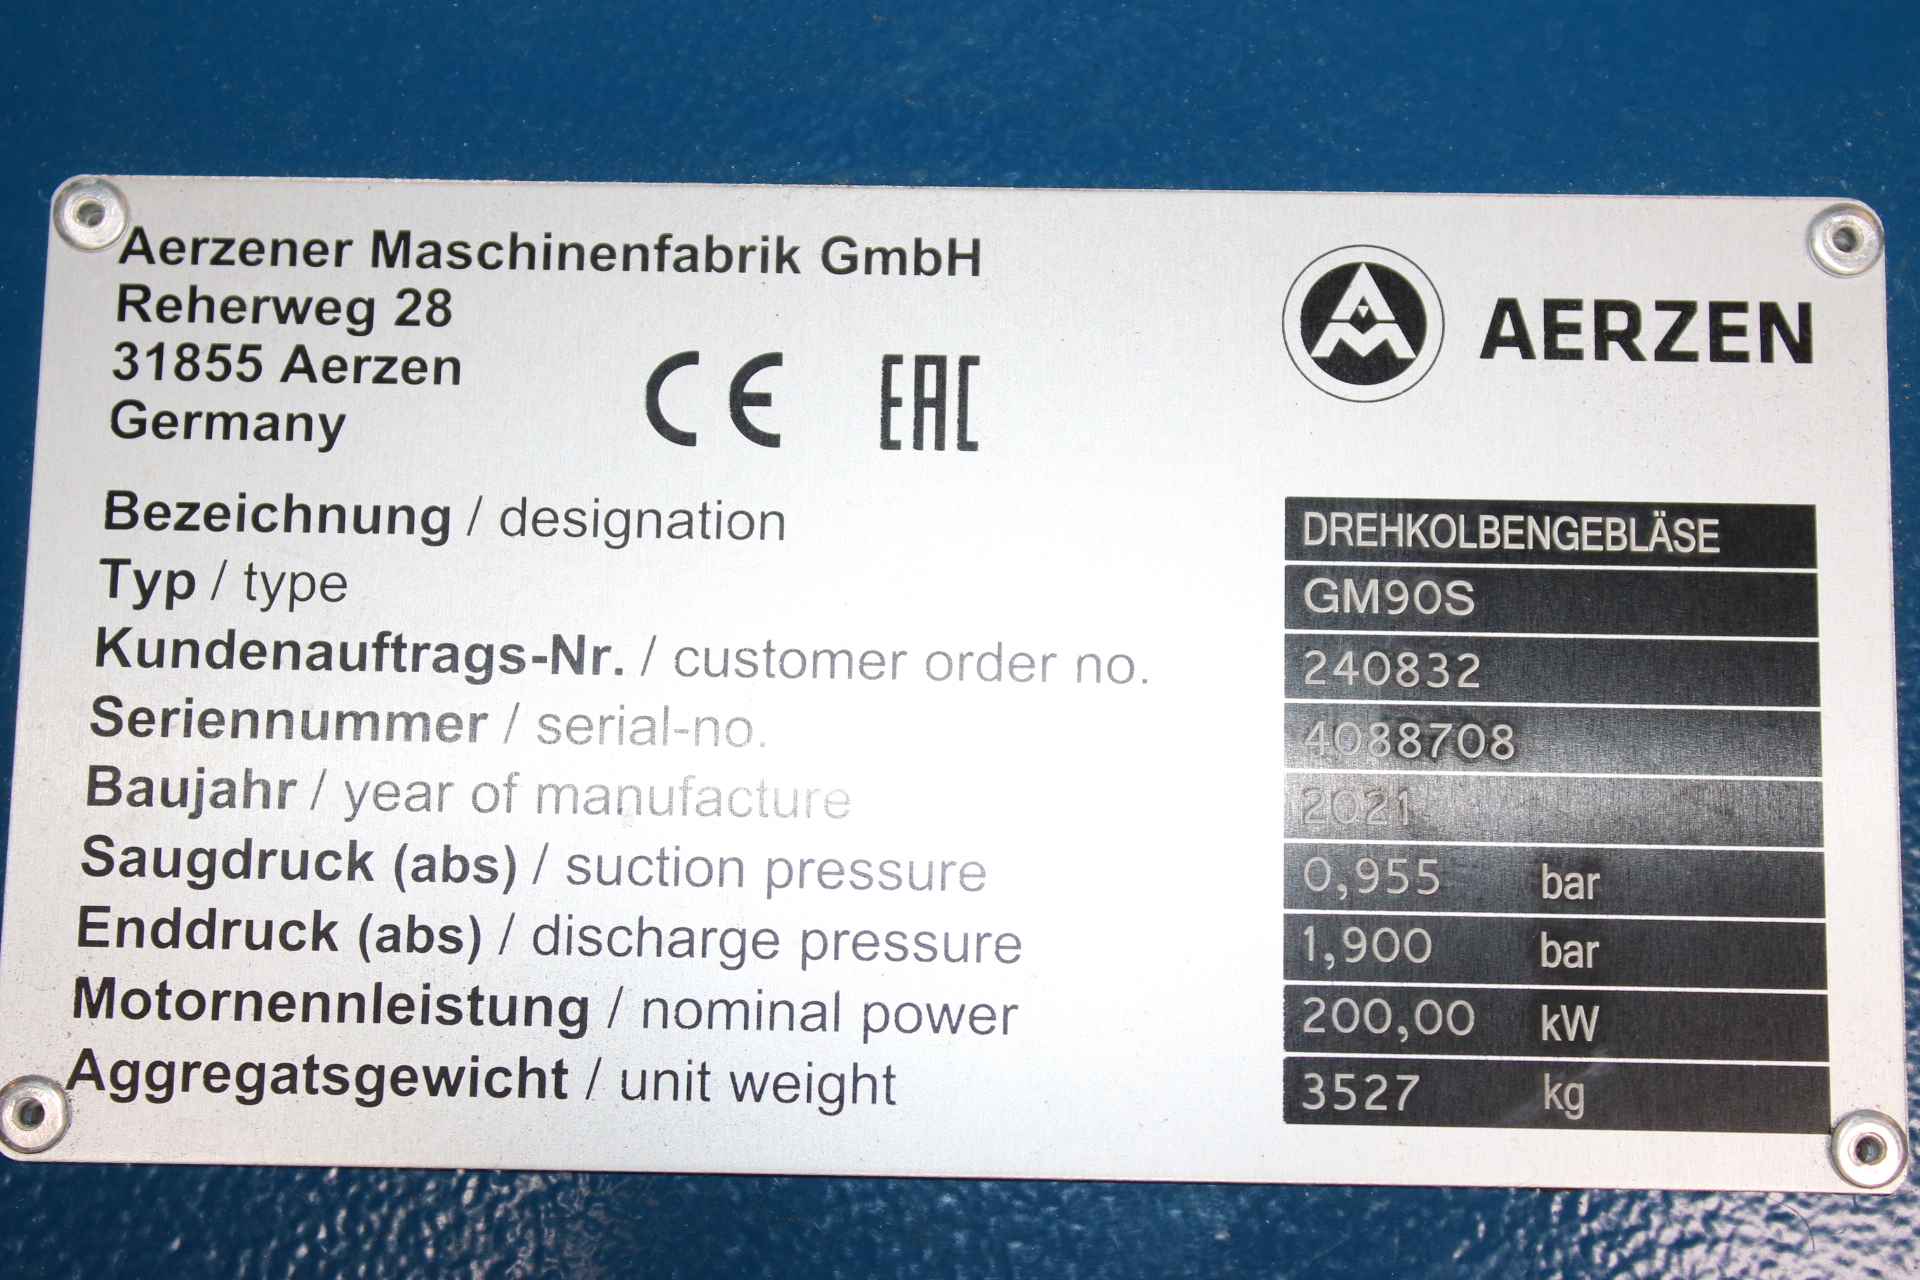 Aerzener Maschinenfabrik GmbH
Reherweg 28
31855 Aerzen
Germany
CE EAC
AERZEN
Bezeichnung / designation DREHKOLBENGEBLÄSE
Typ / type GM90S
Kundenauftrags-Nr. / customer order no. 240832
Seriennummer / serial-no. 4088708
Baujahr / year of manufacture 2021
Saugdruck (abs) / suction pressure 0,955 bar
Enddruck (abs) / discharge pressure 1,900 bar
Motornennleistung / nominal power 200,00 kW
Aggregatsgewicht / unit weight 3527 kg